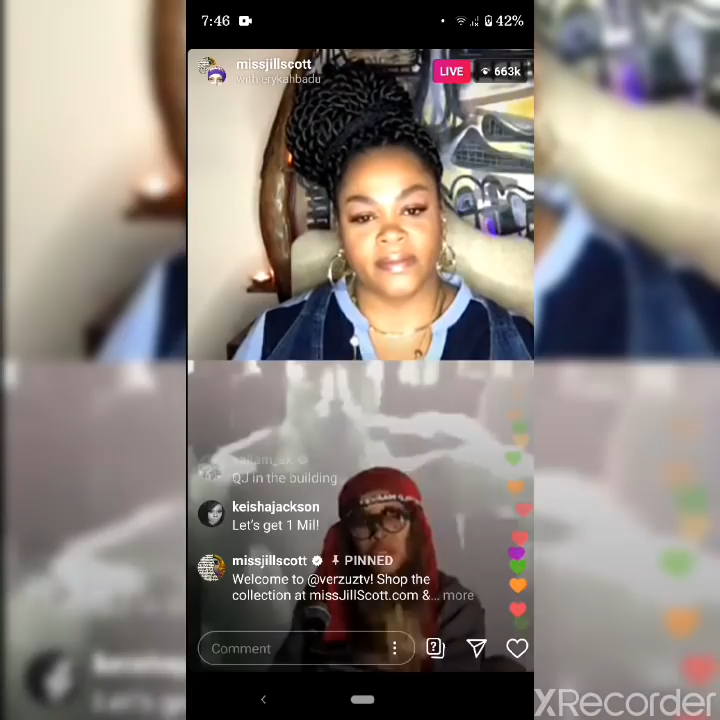 7:46
42%
missjillscott
with erykahbadu
LIVE
663k
QJ in the building
keishajackson
Let's get 1 Mil!
missjillscott PINNED
Welcome to @verzuztv! Shop the
collection at missJillScott.com &... more
Comment
XRecorder